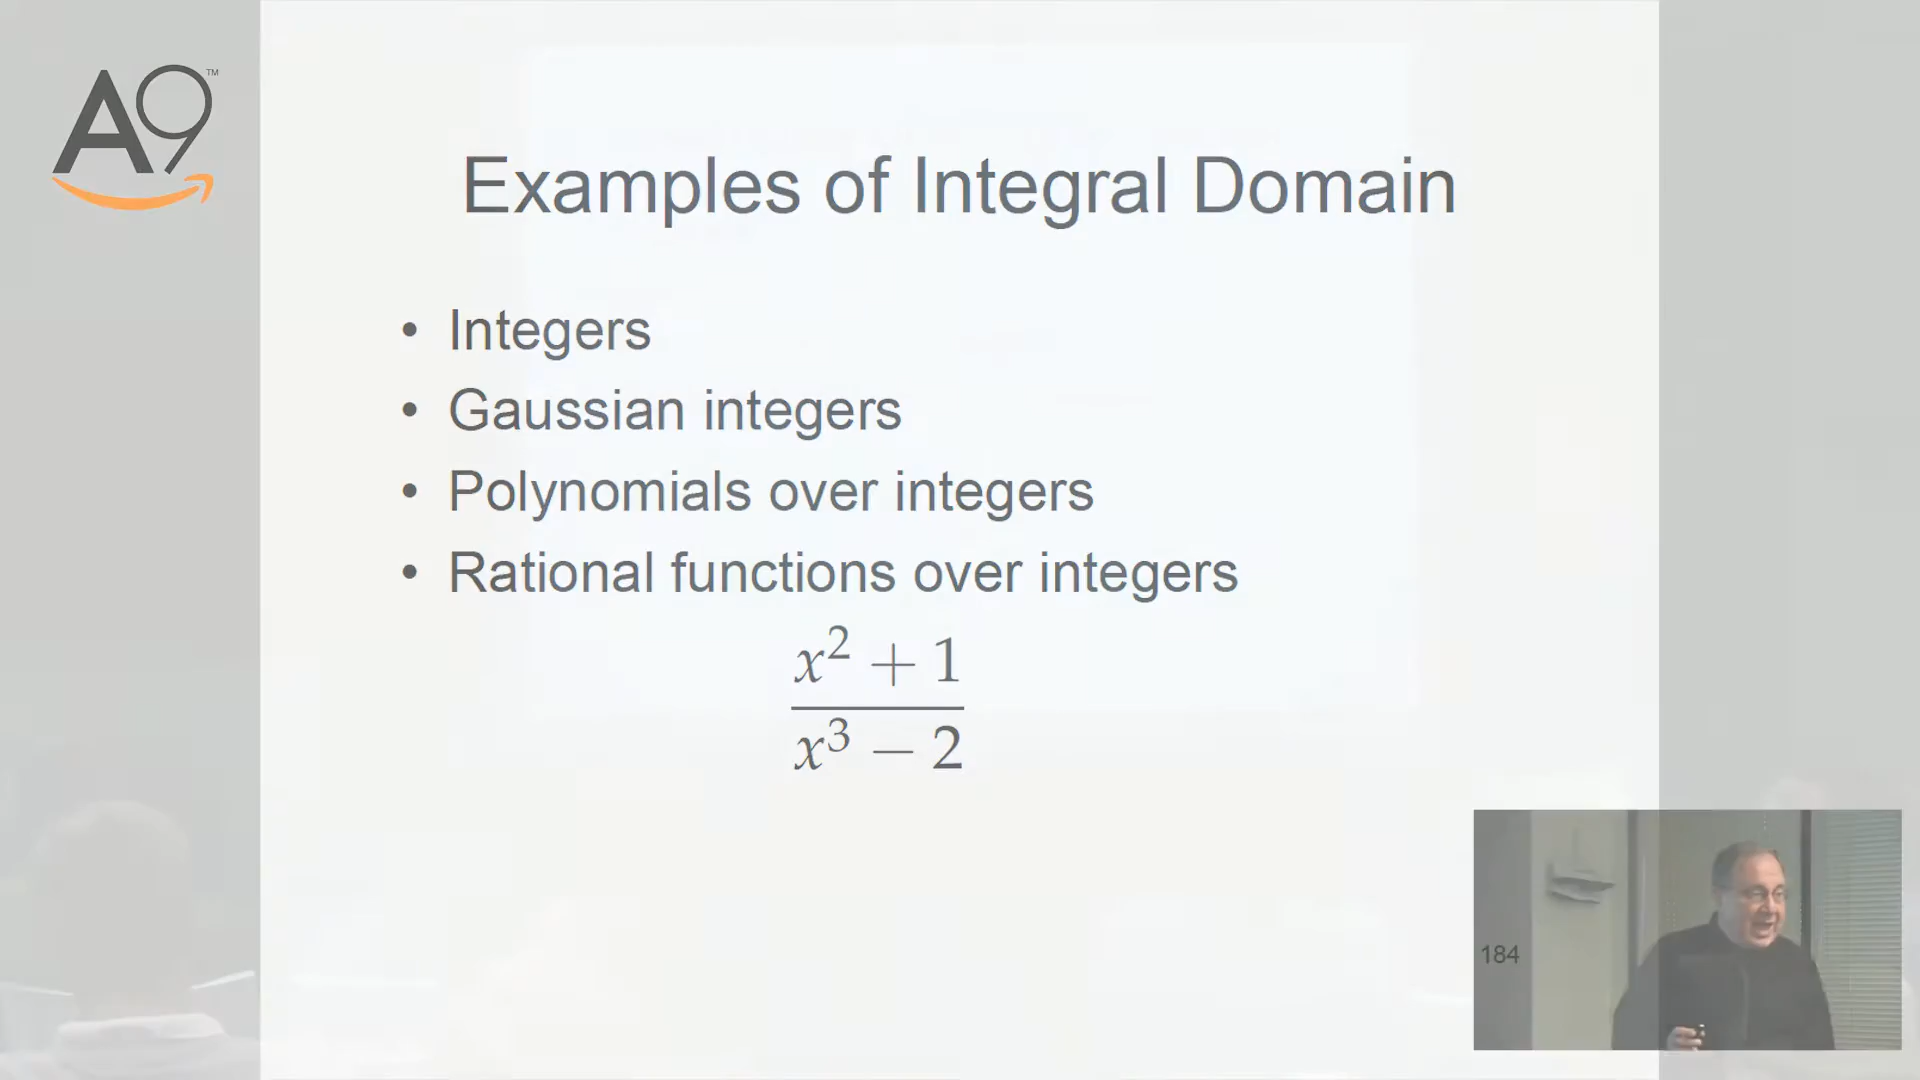 A9™
Examples of Integral Domain
• Integers
• Gaussian integers
• Polynomials over integers
• Rational functions over integers
x² + 1
x³ − 2
184